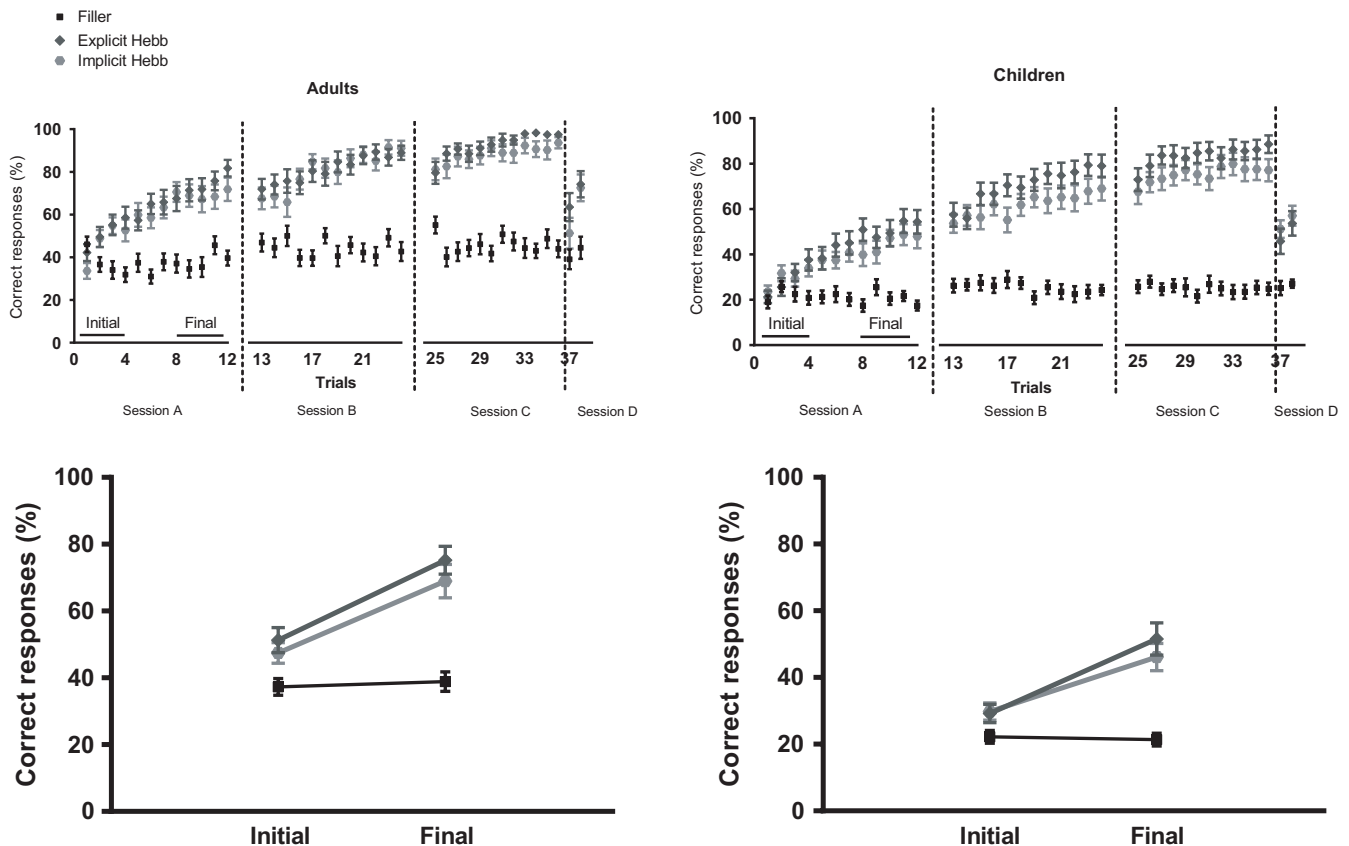 Filler
Explicit Hebb
Implicit Hebb
Adults
Correct responses (%)
100
80
60
40
20
0
Initial
Final
0 4 8 12 13 17 21 25 29 33 37
Trials
Session A Session B Session C Session D
Children
Correct responses (%)
100
80
60
40
20
0
Initial
Final
0 4 8 12 13 17 21 25 29 33 37
Trials
Session A Session B Session C Session D
Correct responses (%)
100
80
60
40
20
0
Initial Final
Correct responses (%)
100
80
60
40
20
0
Initial Final